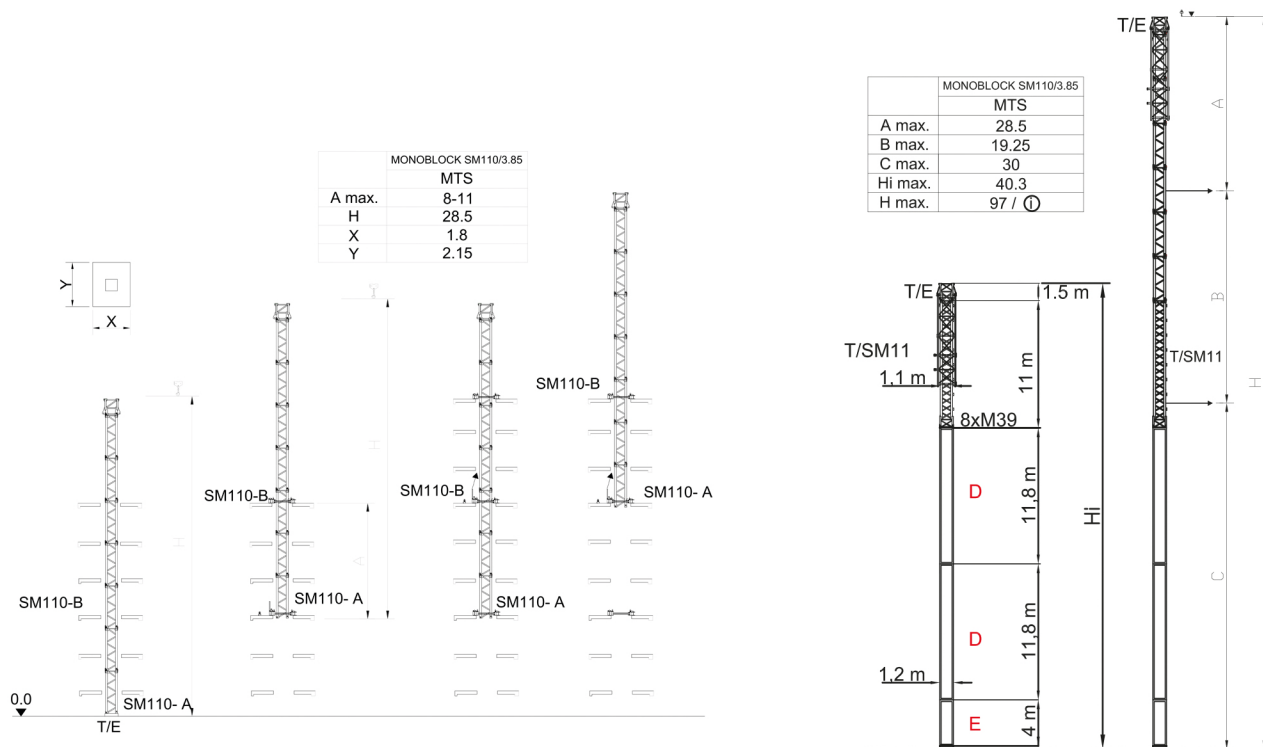 MONOBLOCK SM110/3.85
MTS
A max. 8-11
H 28.5
X 1.8
Y 2.15
Y
X
H
SM110-B
SM110- A
0.0
T/E
SM110-B
SM110- A
A
H
SM110-B
SM110- A
SM110-B
SM110- A
MONOBLOCK SM110/3.85
MTS
A max. 28.5
B max. 19.25
C max. 30
Hi max. 40.3
H max. 97 / i
T/E
1.5 m
T/SM11
11 m
1,1 m
8xM39
D
11,8 m
Hi
D
11,8 m
1,2 m
E
4 m
T/E
A
B
T/SM11
H
C